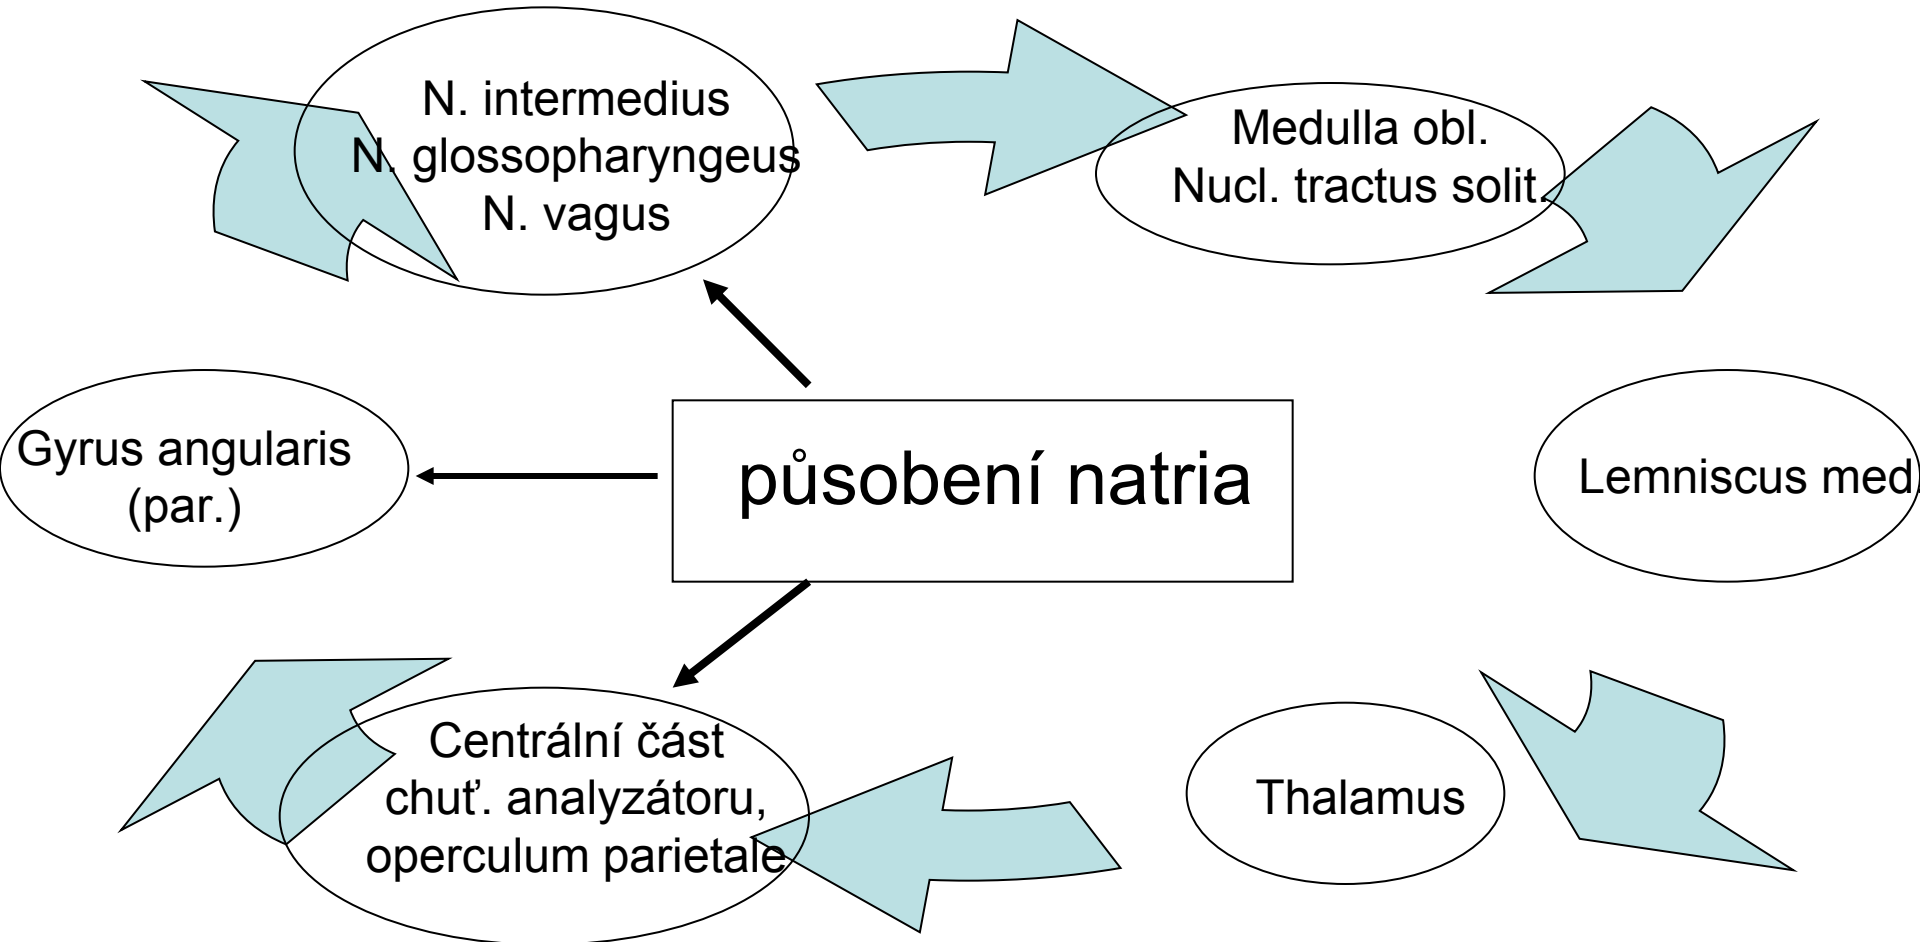 N. intermedius
N. glossopharyngeus
N. vagus
Medulla obl.
Nucl. tractus solit.
Gyrus angularis
(par.)
působení natria
Lemniscus med.
Centrální část
chuť. analyzátoru,
operculum parietale
Thalamus